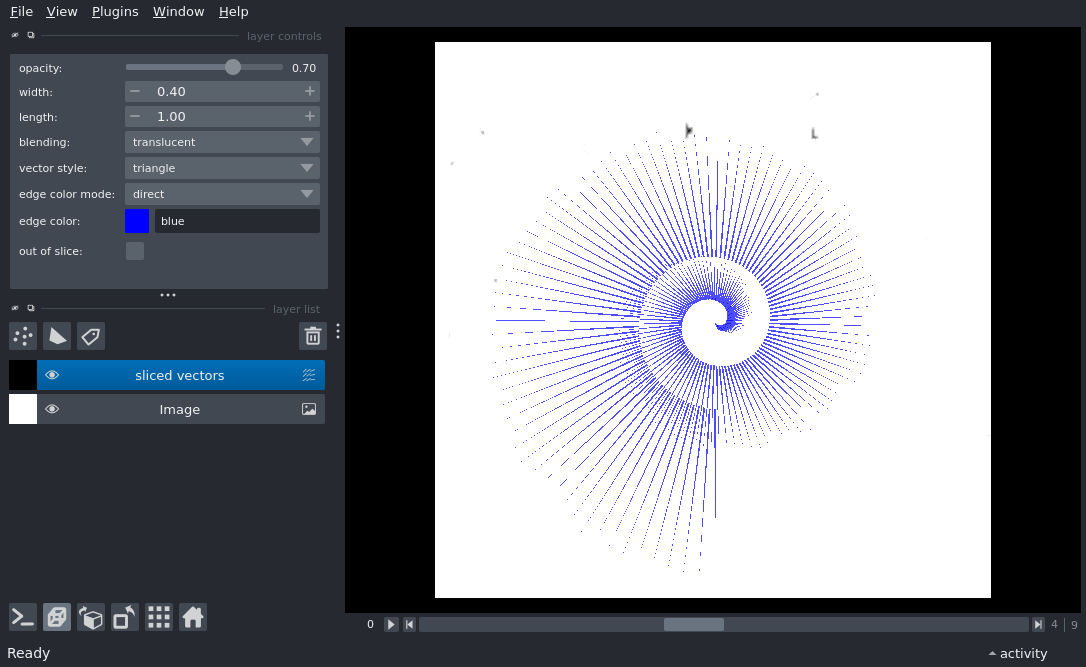 File View Plugins Window Help
layer controls
opacity: 0.70
width: 0.40
length: 1.00
blending: translucent
vector style: triangle
edge color mode: direct
edge color: blue
out of slice:
layer list
sliced vectors
Image
0 4 9
Ready activity